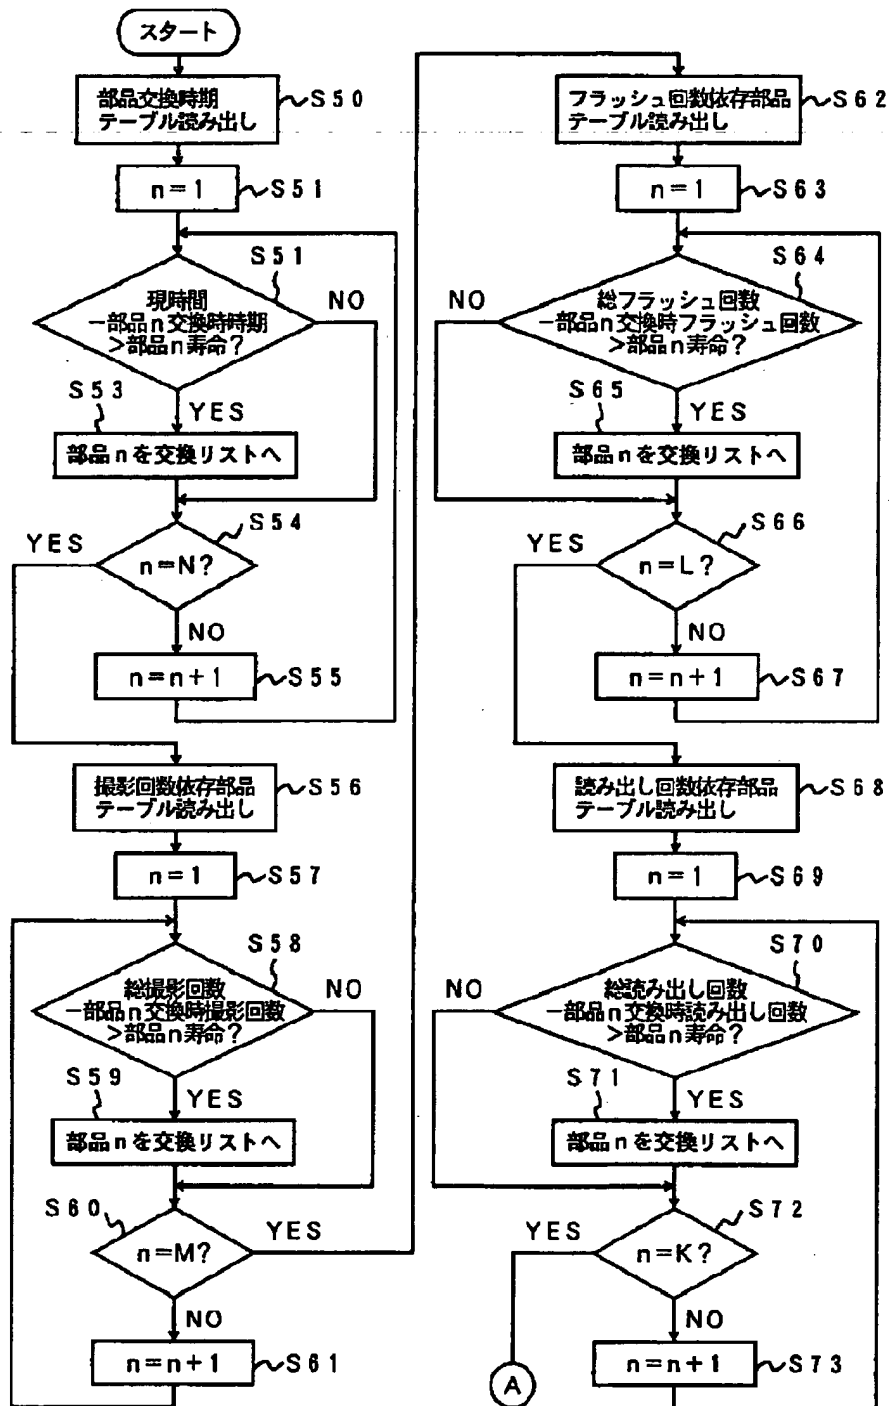 スタート
部品交換時期
テーブル読み出し
S50
n=1
S51
S51
現時間
−部品n交換時時期
>部品n寿命?
NO
YES
S53
部品nを交換リストへ
S54
YES
n=N?
NO
n=n+1
S55
撮影回数依存部品
テーブル読み出し
S56
n=1
S57
S58
総撮影回数
−部品n交換時撮影回数
>部品n寿命?
NO
YES
S59
部品nを交換リストへ
S60
n=M?
YES
NO
n=n+1
S61
フラッシュ回数依存部品
テーブル読み出し
S62
n=1
S63
S64
総フラッシュ回数
−部品n交換時フラッシュ回数
>部品n寿命?
NO
YES
S65
部品nを交換リストへ
S66
YES
n=L?
NO
n=n+1
S67
読み出し回数依存部品
テーブル読み出し
S68
n=1
S69
S70
総読み出し回数
−部品n交換時読み出し回数
>部品n寿命?
NO
YES
S71
部品nを交換リストへ
S72
YES
n=K?
NO
n=n+1
S73
A